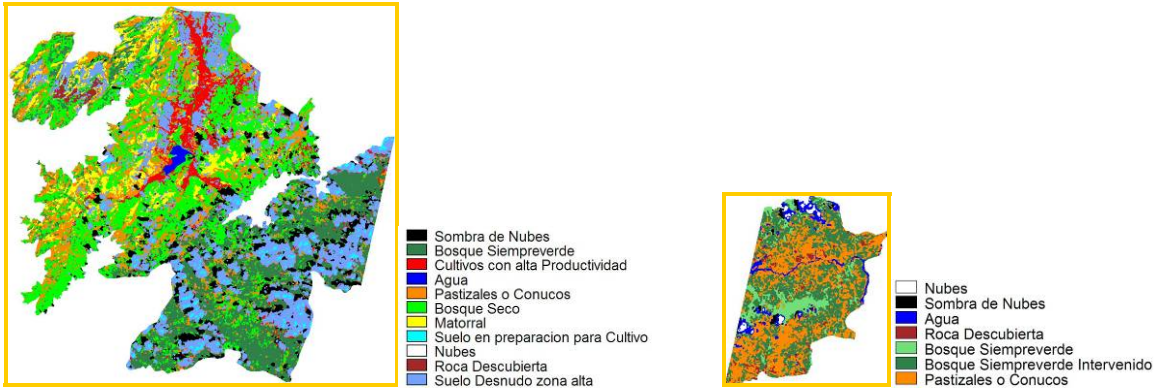 Sombra de Nubes
Bosque Siempreverde
Cultivos con alta Productividad
Agua
Pastizales o Conucos
Bosque Seco
Matorral
Suelo en preparacion para Cultivo
Nubes
Roca Descubierta
Suelo Desnudo zona alta
Nubes
Sombra de Nubes
Agua
Roca Descubierta
Bosque Siempreverde
Bosque Siempreverde Intervenido
Pastizales o Conucos